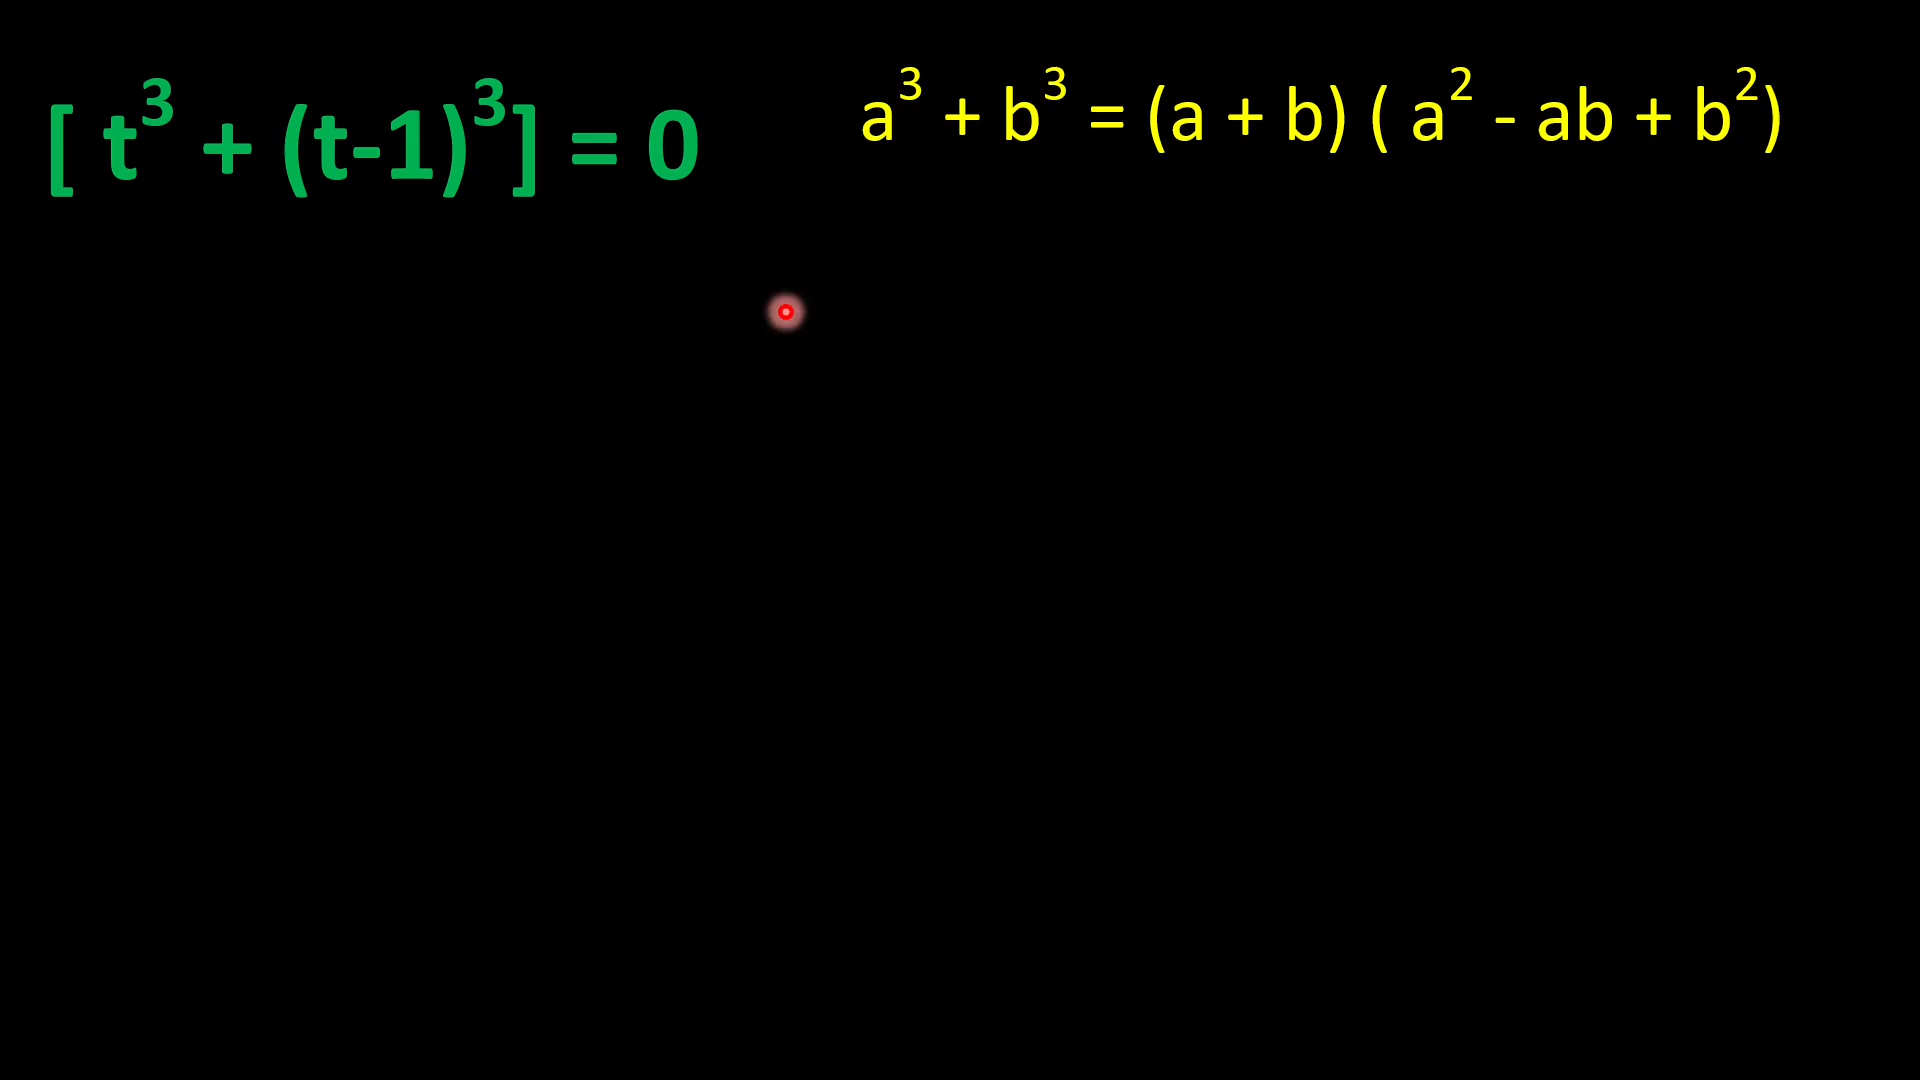 [ t³ + (t-1)³] = 0
a³ + b³ = (a + b) ( a² - ab + b²)